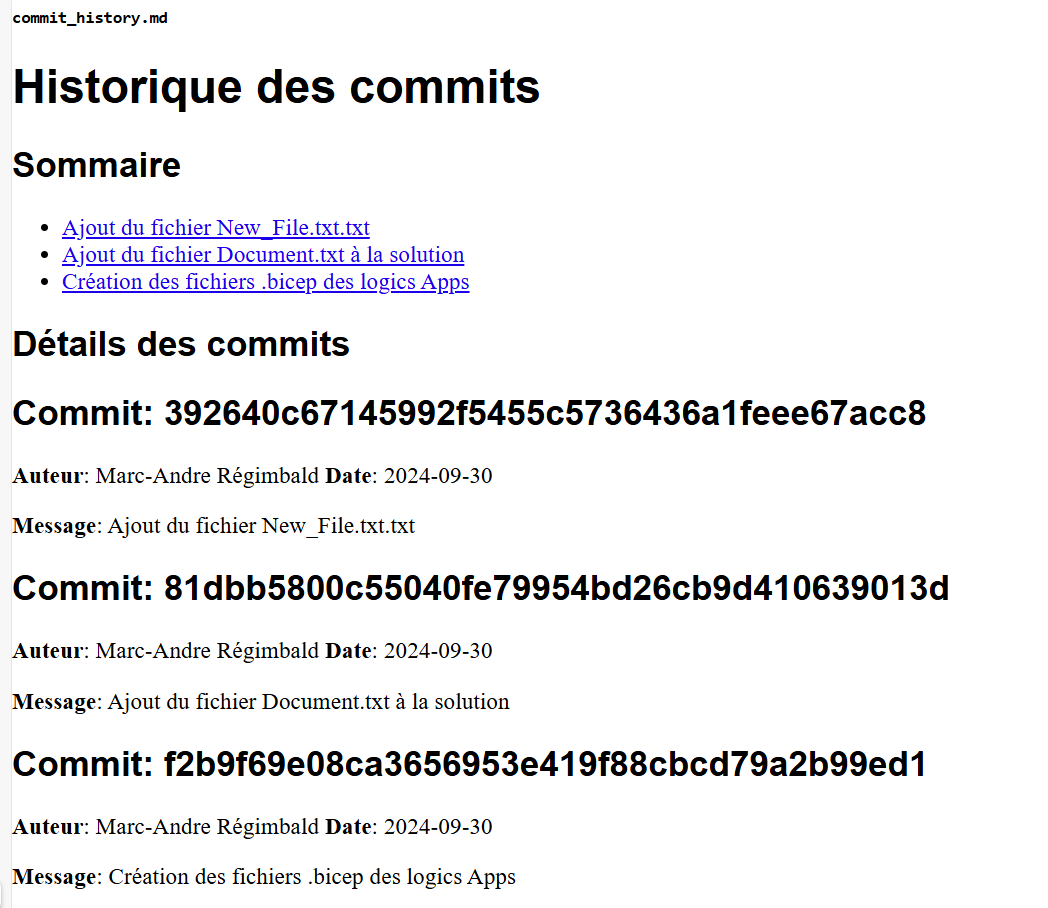 commit_history.md
Historique des commits
Sommaire
Ajout du fichier New_File.txt.txt
Ajout du fichier Document.txt à la solution
Création des fichiers .bicep des logics Apps
Détails des commits
Commit: 392640c67145992f5455c5736436a1feee67acc8
Auteur: Marc-Andre Régimbald Date: 2024-09-30
Message: Ajout du fichier New_File.txt.txt
Commit: 81dbb5800c55040fe79954bd26cb9d410639013d
Auteur: Marc-Andre Régimbald Date: 2024-09-30
Message: Ajout du fichier Document.txt à la solution
Commit: f2b9f69e08ca3656953e419f88cbcd79a2b99ed1
Auteur: Marc-Andre Régimbald Date: 2024-09-30
Message: Création des fichiers .bicep des logics Apps